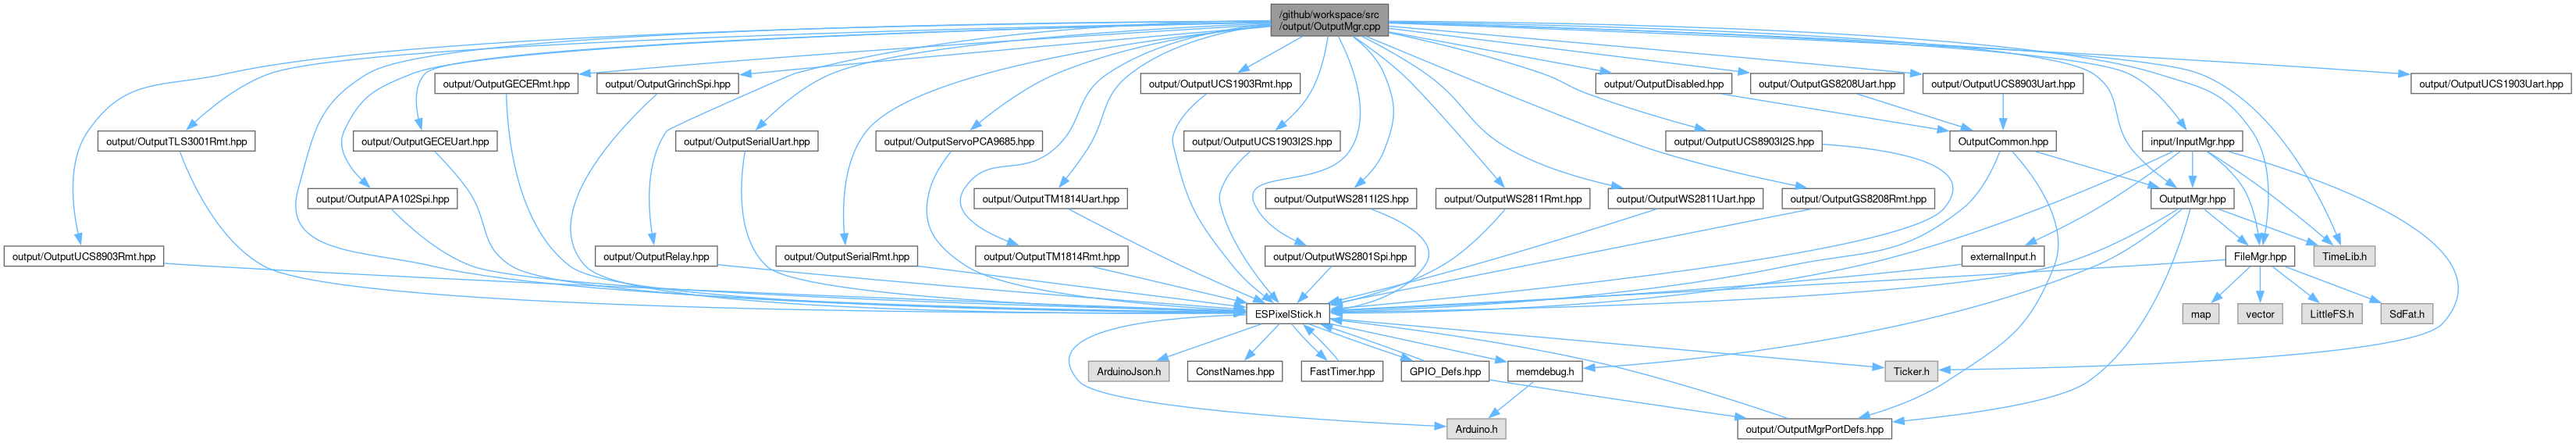 /github/workspace/src
/output/OutputMgr.cpp
output/OutputGECERmt.hpp
output/OutputGrinchSpi.hpp
output/OutputUCS1903Rmt.hpp
output/OutputDisabled.hpp
output/OutputGS8208Uart.hpp
output/OutputUCS8903Uart.hpp
output/OutputUCS1903Uart.hpp
output/OutputTLS3001Rmt.hpp
output/OutputGECEUart.hpp
output/OutputSerialUart.hpp
output/OutputServoPCA9685.hpp
output/OutputUCS1903I2S.hpp
output/OutputUCS8903I2S.hpp
OutputCommon.hpp
input/InputMgr.hpp
output/OutputAPA102Spi.hpp
output/OutputTM1814Uart.hpp
output/OutputWS2811I2S.hpp
output/OutputWS2811Rmt.hpp
output/OutputWS2811Uart.hpp
output/OutputGS8208Rmt.hpp
OutputMgr.hpp
output/OutputUCS8903Rmt.hpp
output/OutputRelay.hpp
output/OutputSerialRmt.hpp
output/OutputTM1814Rmt.hpp
output/OutputWS2801Spi.hpp
externalInput.h
FileMgr.hpp
TimeLib.h
ESPixelStick.h
map
vector
LittleFS.h
SdFat.h
ArduinoJson.h
ConstNames.hpp
FastTimer.hpp
GPIO_Defs.hpp
memdebug.h
Ticker.h
Arduino.h
output/OutputMgrPortDefs.hpp